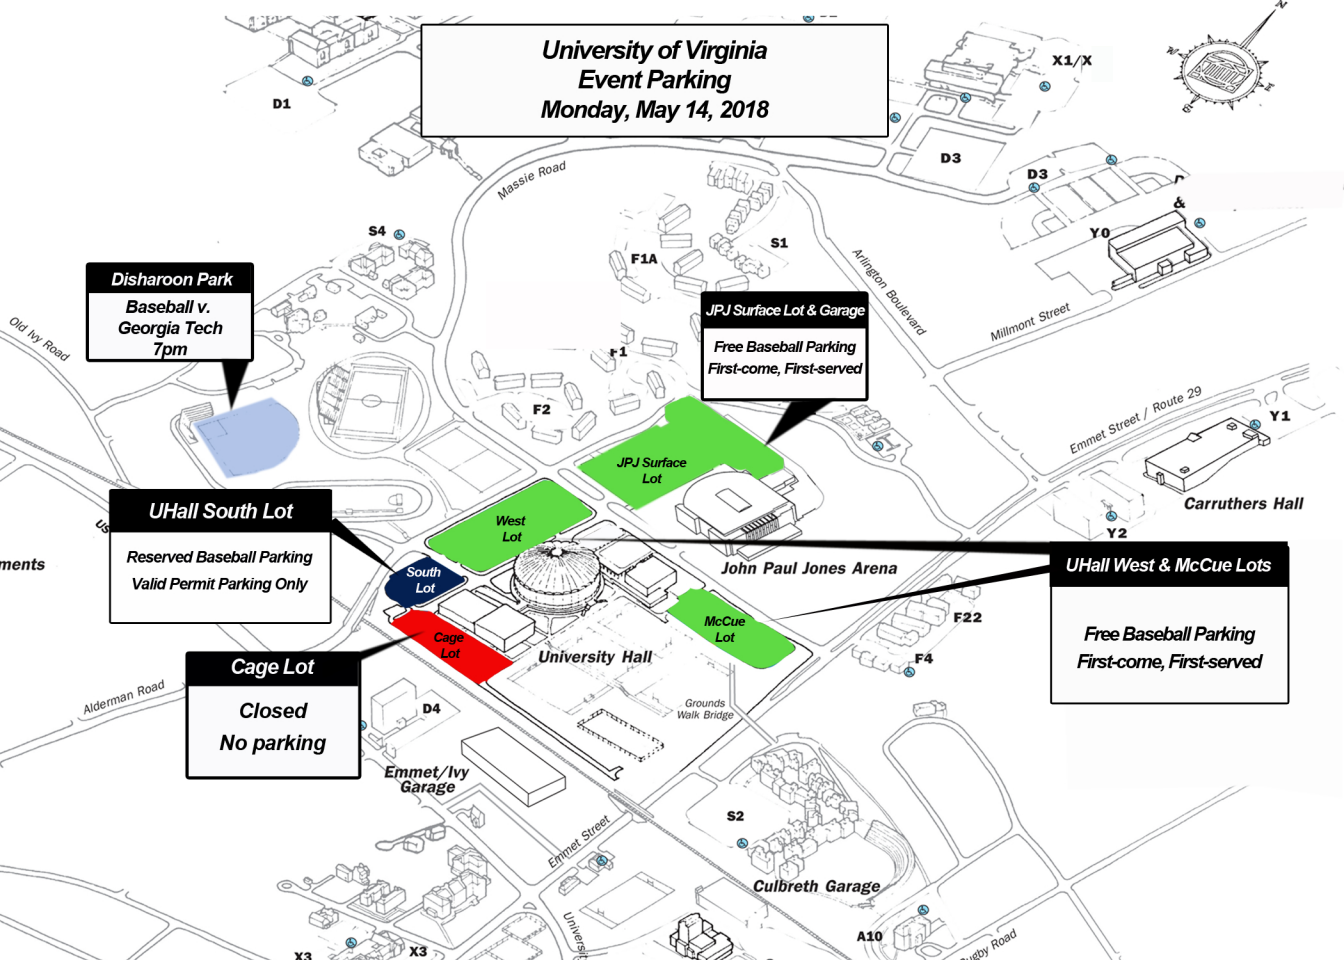 University of Virginia
Event Parking
Monday, May 14, 2018
N
D1
X1/X
D3
D3
&
Y0
Massie Road
S4
S1
F1A
Arlington Boulevard
Millmont Street
Old Ivy Road
Disharoon Park
Baseball v.
Georgia Tech
7pm
JPJ Surface Lot & Garage
Free Baseball Parking
First-come, First-served
F1
F2
Emmet Street / Route 29
Y1
Carruthers Hall
Y2
JPJ Surface
Lot
West
Lot
South
Lot
Cage
Lot
McCue
Lot
UHall South Lot
Reserved Baseball Parking
Valid Permit Parking Only
ments
John Paul Jones Arena
UHall West & McCue Lots
Free Baseball Parking
First-come, First-served
F22
F4
University Hall
Cage Lot
Closed
No parking
Alderman Road
D4
Grounds
Walk Bridge
Emmet/Ivy
Garage
Emmet Street
S2
Culbreth Garage
A10
Rugby Road
Universit
X3
X3